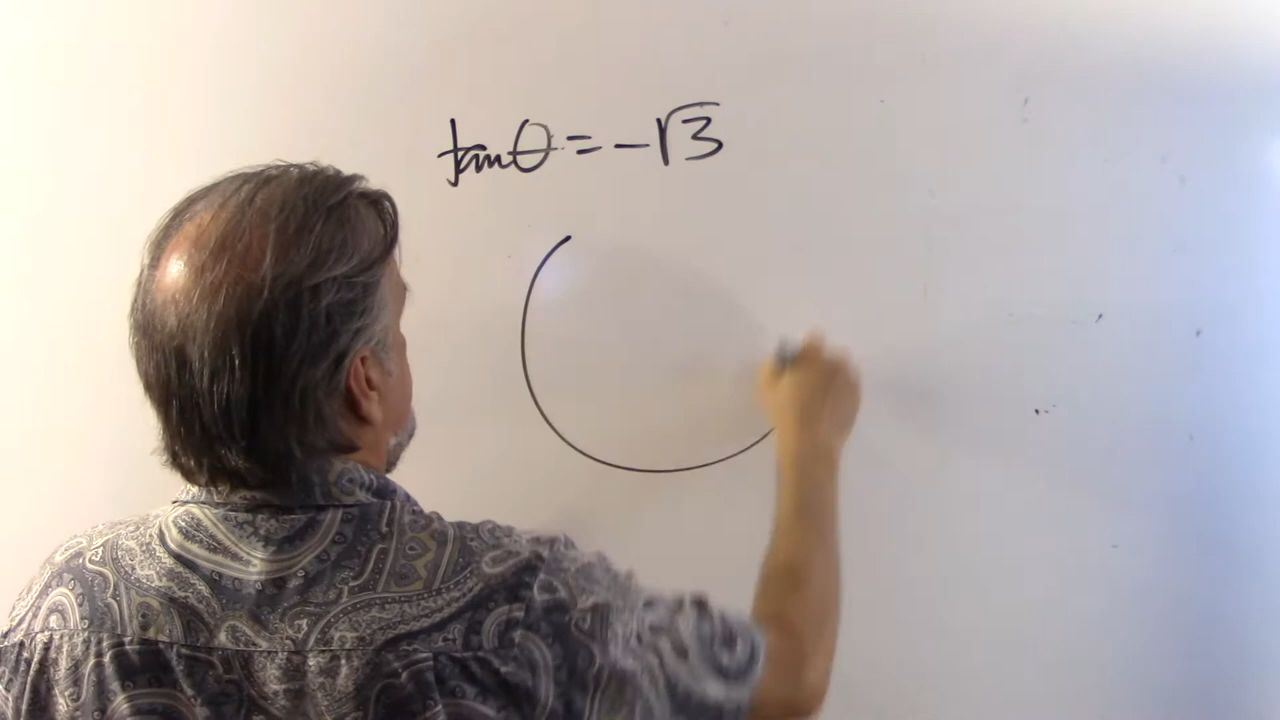 tanθ = -√3